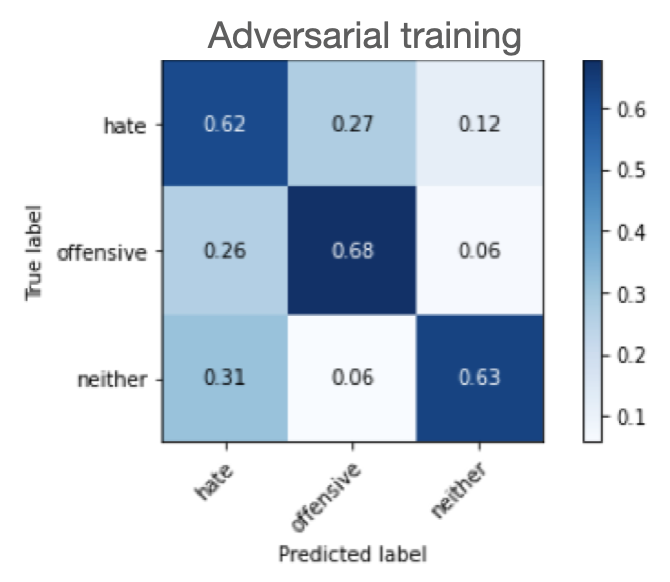 Adversarial training
hate 0.62 0.27 0.12
offensive 0.26 0.68 0.06
neither 0.31 0.06 0.63
True label
hate offensive neither
Predicted label
0.6
0.5
0.4
0.3
0.2
0.1